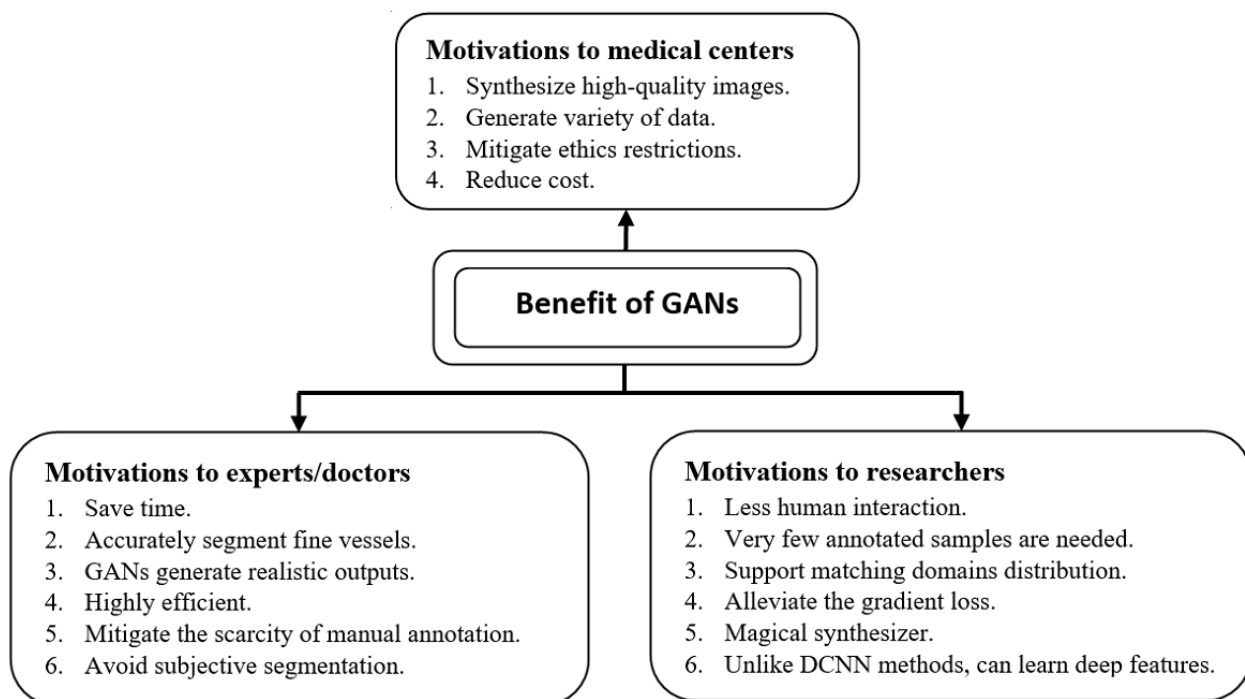 Motivations to medical centers
1. Synthesize high-quality images.
2. Generate variety of data.
3. Mitigate ethics restrictions.
4. Reduce cost.
Benefit of GANs
Motivations to experts/doctors
1. Save time.
2. Accurately segment fine vessels.
3. GANs generate realistic outputs.
4. Highly efficient.
5. Mitigate the scarcity of manual annotation.
6. Avoid subjective segmentation.
Motivations to researchers
1. Less human interaction.
2. Very few annotated samples are needed.
3. Support matching domains distribution.
4. Alleviate the gradient loss.
5. Magical synthesizer.
6. Unlike DCNN methods, can learn deep features.